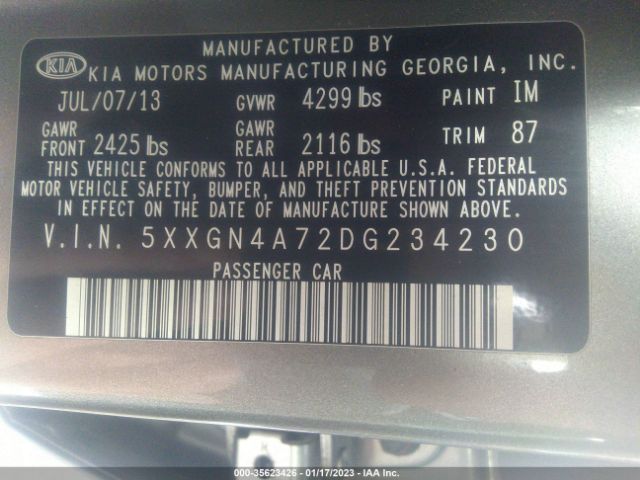 MANUFACTURED BY
KIA KIA MOTORS MANUFACTURING GEORGIA, INC.
JUL/07/13 GVWR 4299 lbs PAINT IM
GAWR FRONT 2425 lbs GAWR REAR 2116 lbs TRIM 87
THIS VEHICLE CONFORMS TO ALL APPLICABLE U.S.A. FEDERAL
MOTOR VEHICLE SAFETY, BUMPER, AND THEFT PREVENTION STANDARDS
IN EFFECT ON THE DATE OF MANUFACTURE SHOWN ABOVE.
V.I.N. 5XXGN4A72DG234230
PASSENGER CAR
000-35623426 - 01/17/2023 - IAA Inc.